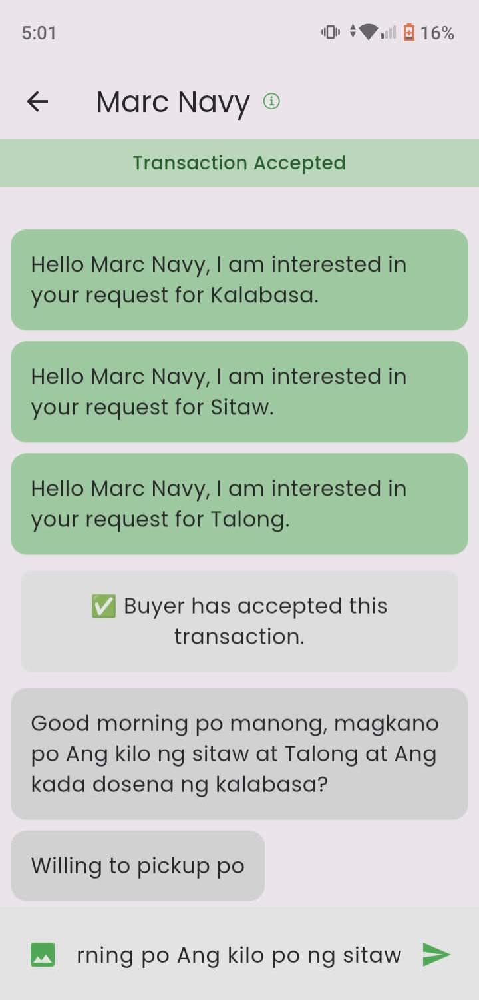 5:01
16%
Marc Navy
Transaction Accepted
Hello Marc Navy, I am interested in
your request for Kalabasa.
Hello Marc Navy, I am interested in
your request for Sitaw.
Hello Marc Navy, I am interested in
your request for Talong.
✅ Buyer has accepted this
transaction.
Good morning po manong, magkano
po Ang kilo ng sitaw at Talong at Ang
kada dosena ng kalabasa?
Willing to pickup po
rning po Ang kilo po ng sitaw